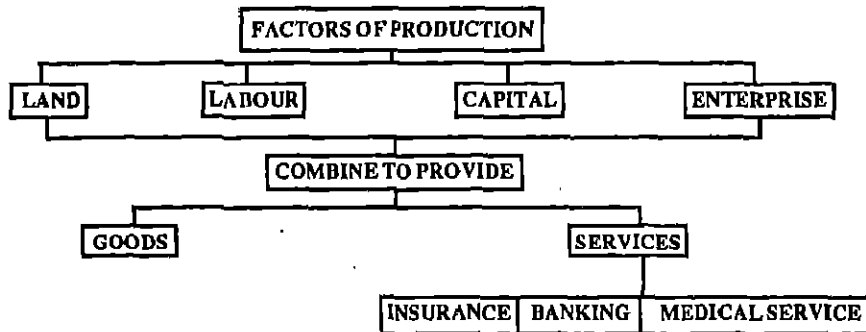 FACTORS OF PRODUCTION
LAND LABOUR CAPITAL ENTERPRISE
COMBINE TO PROVIDE
GOODS SERVICES
INSURANCE BANKING MEDICAL SERVICE